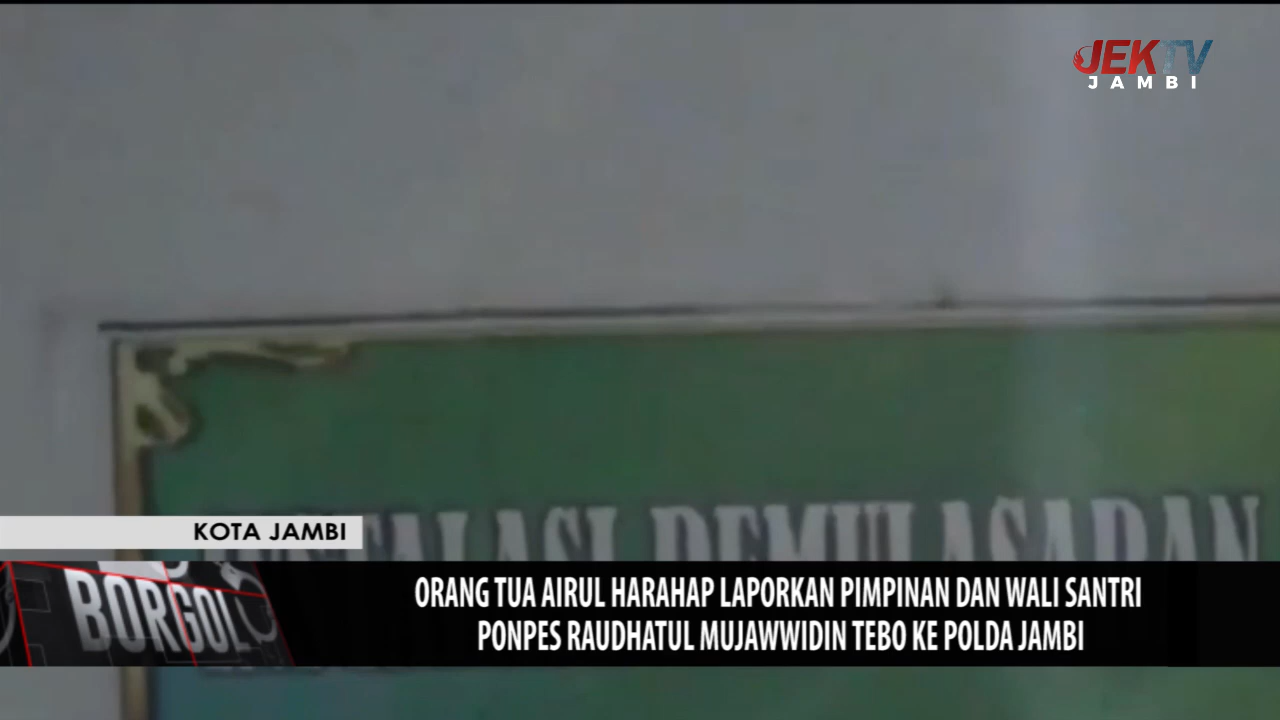 JEKTV
JAMBI
PEMULASARAN
KOTA JAMBI
BORGOL
ORANG TUA AIRUL HARAHAP LAPORKAN PIMPINAN DAN WALI SANTRI
PONPES RAUDHATUL MUJAWWIDIN TEBO KE POLDA JAMBI